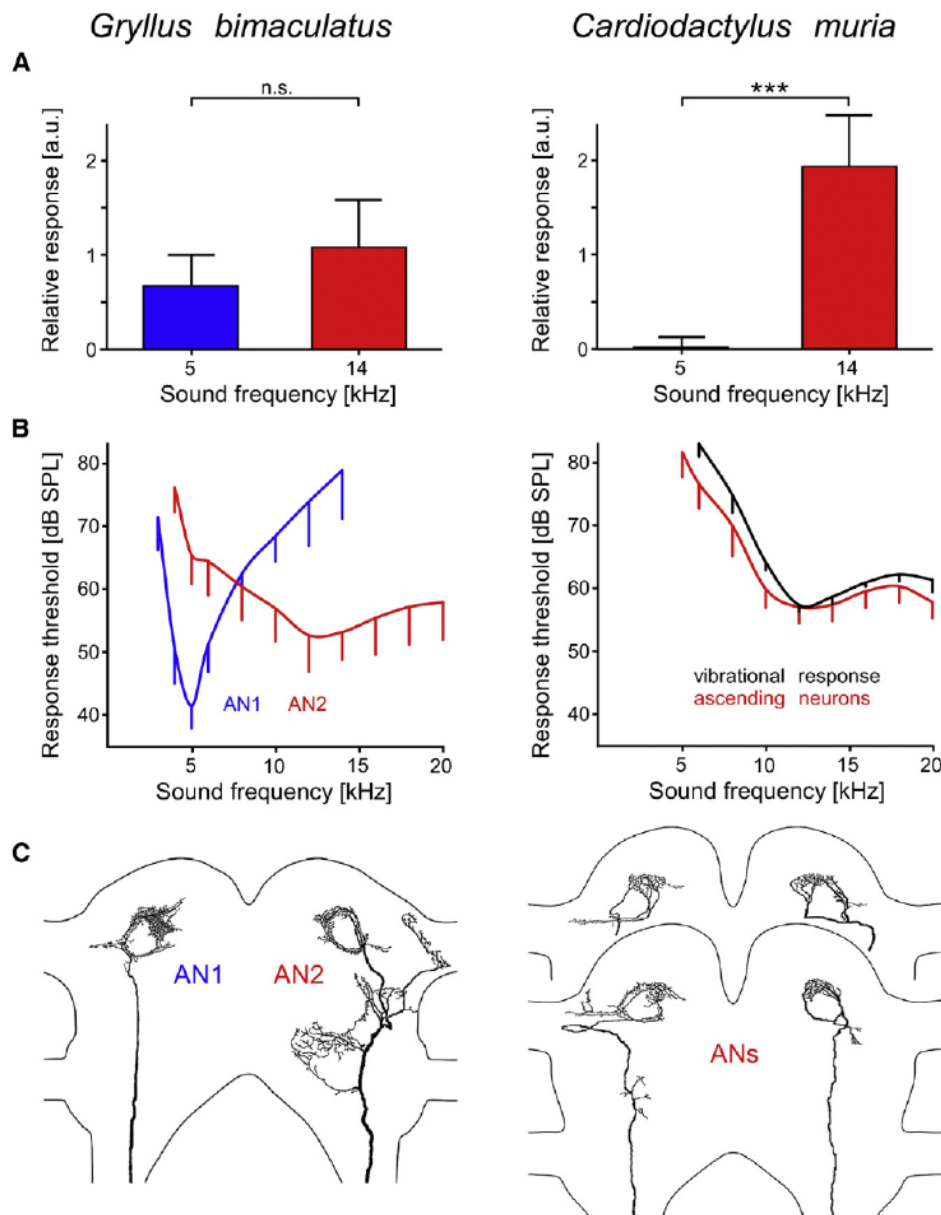 Gryllus bimaculatus
Cardiodactylus muria
A
n.s.
Relative response [a.u.]
2
1
0
5
14
Sound frequency [kHz]
***
Relative response [a.u.]
2
1
0
5
14
Sound frequency [kHz]
B
Response threshold [dB SPL]
80
70
60
50
40
AN1 AN2
5 10 15 20
Sound frequency [kHz]
Response threshold [dB SPL]
80
70
60
50
40
vibrational response
ascending neurons
5 10 15 20
Sound frequency [kHz]
C
AN1 AN2
ANs